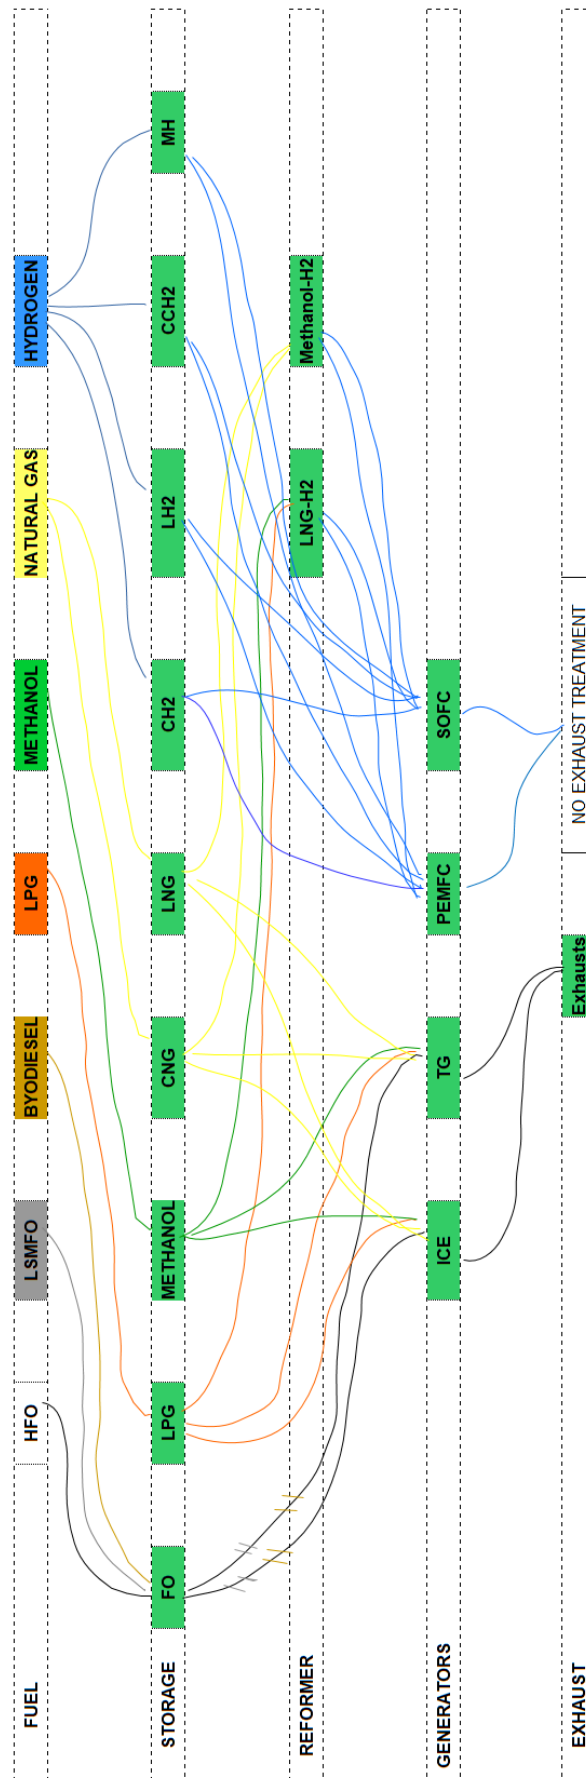 FUEL
HFO
LSMFO
BYODIESEL
LPG
METHANOL
NATURAL GAS
HYDROGEN
STORAGE
FO
LPG
METHANOL
CNG
LNG
CH2
LH2
CCH2
MH
REFORMER
LNG-H2
Methanol-H2
GENERATORS
ICE
TG
PEMFC
SOFC
EXHAUST
Exhausts
NO EXHAUST TREATMENT